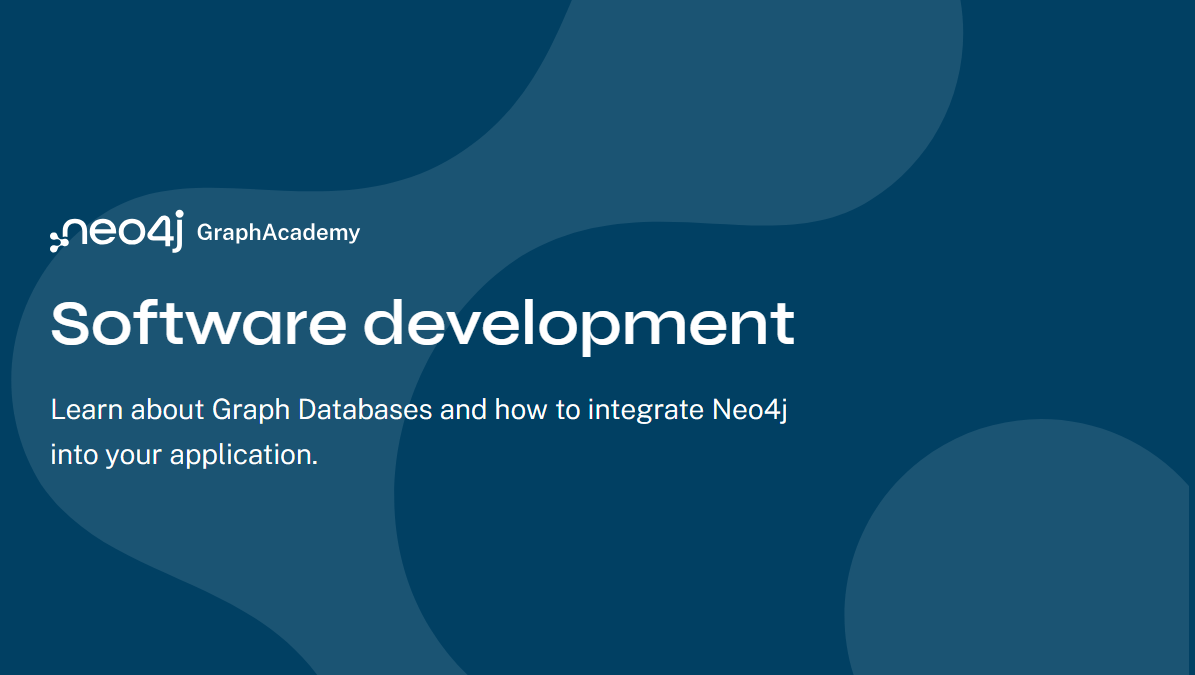 neo4j GraphAcademy
Software development
Learn about Graph Databases and how to integrate Neo4j
into your application.